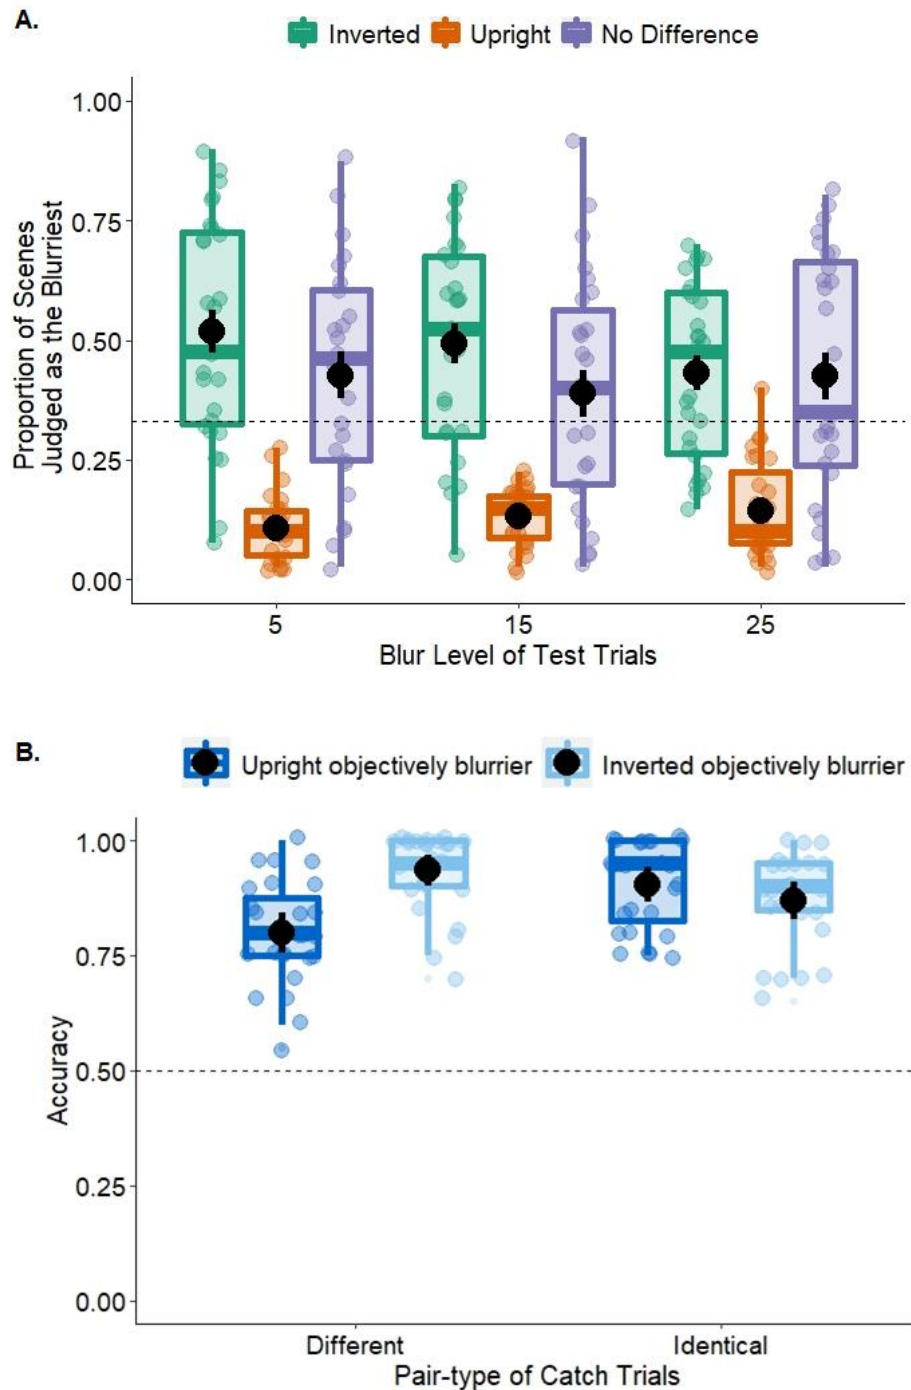 A.
Inverted Upright No Difference
Proportion of Scenes
Judged as the Blurriest
1.00
0.75
0.50
0.25
0.00
5 15 25
Blur Level of Test Trials
B.
Upright objectively blurrier Inverted objectively blurrier
Accuracy
1.00
0.75
0.50
0.25
0.00
Different Identical
Pair-type of Catch Trials